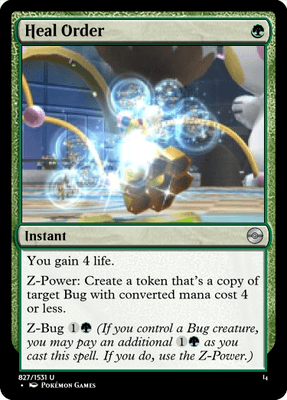 Heal Order
Instant
You gain 4 life.
Z-Power: Create a token that's a copy of
target Bug with converted mana cost 4
or less.
Z-Bug 1 (If you control a Bug creature,
you may pay an additional 1 as you
cast this spell. If you do, use the Z-Power.)
827/1531 U
• Pokémon Games